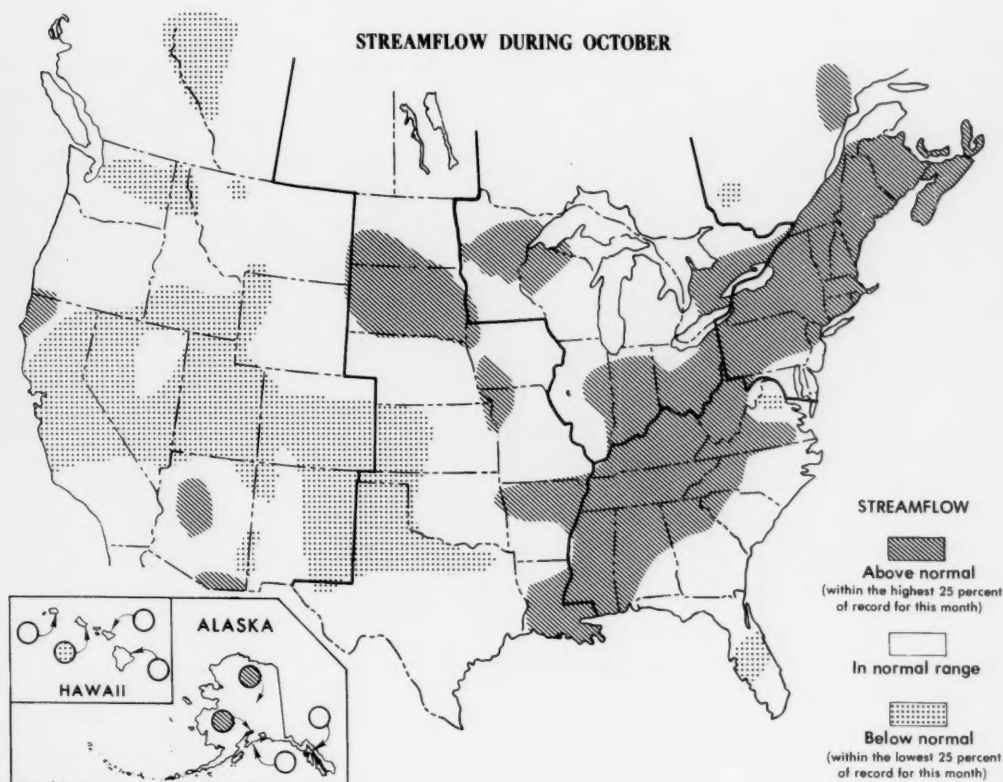 STREAMFLOW DURING OCTOBER
STREAMFLOW
Above normal
(within the highest 25 percent
of record for this month)
In normal range
Below normal
(within the lowest 25 percent
of record for this month)
HAWAII
ALASKA